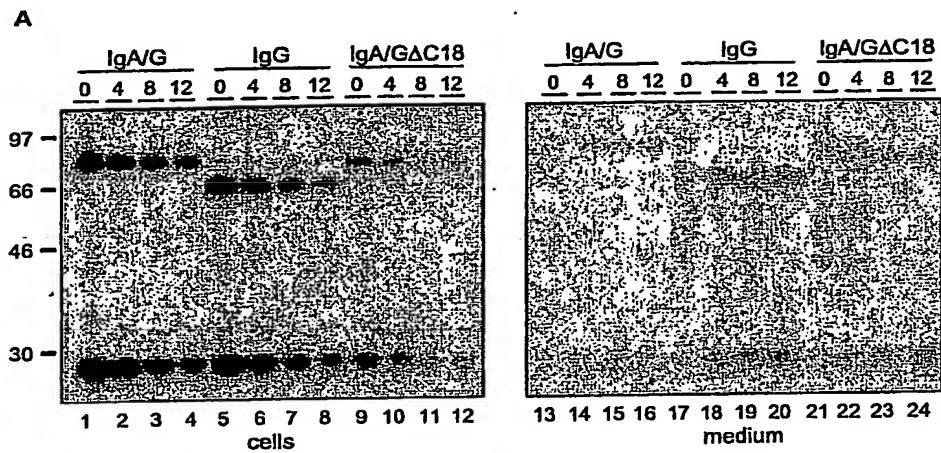 A
IgA/G IgG IgA/GΔC18
0 4 8 12 0 4 8 12 0 4 8 12
97
66
46
30
1 2 3 4 5 6 7 8 9 10 11 12
cells
IgA/G IgG IgA/GΔC18
0 4 8 12 0 4 8 12 0 4 8 12
13 14 15 16 17 18 19 20 21 22 23 24
medium